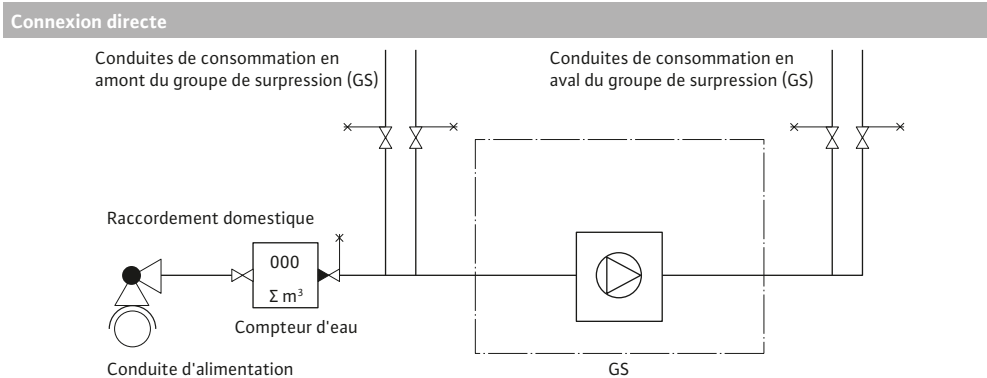 Connexion directe
Conduites de consommation en
amont du groupe de surpression (GS)
Conduites de consommation en
aval du groupe de surpression (GS)
Raccordement domestique
000
Σ m³
Compteur d'eau
Conduite d'alimentation
GS